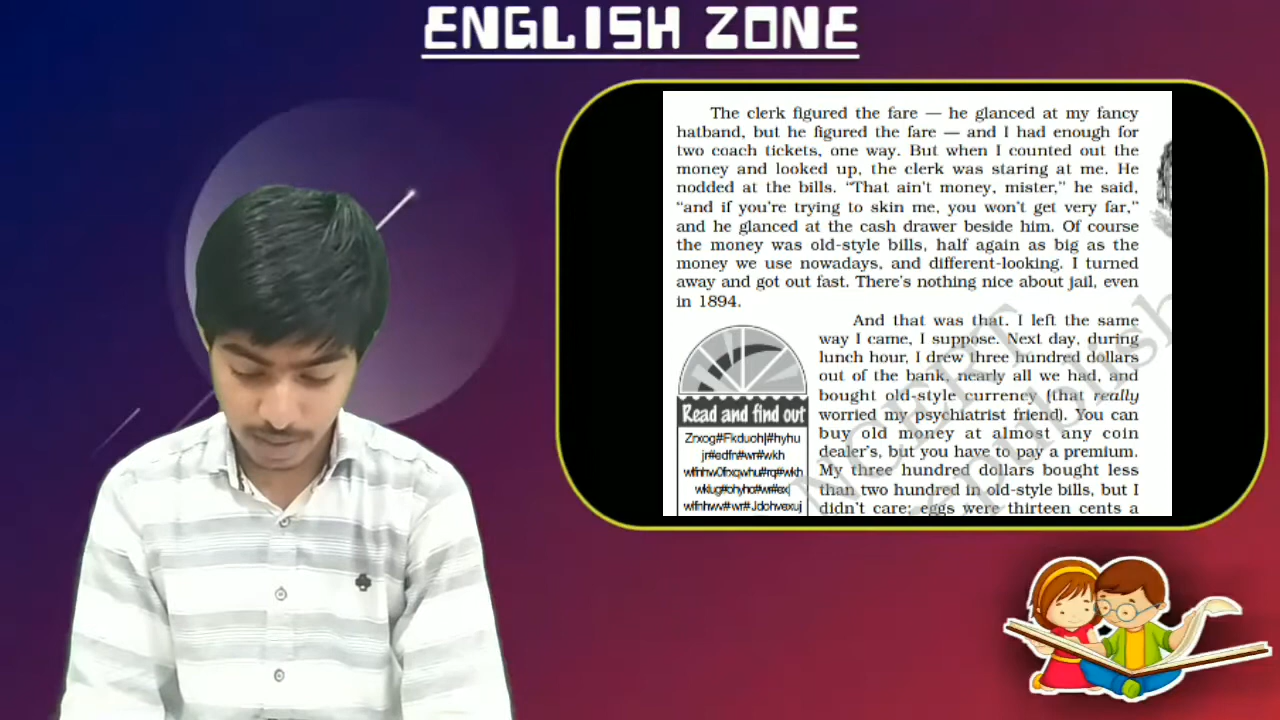 ENGLISH ZONE
The clerk figured the fare — he glanced at my fancy
hatband, but he figured the fare — and I had enough for
two coach tickets, one way. But when I counted out the
money and looked up, the clerk was staring at me. He
nodded at the bills. “That ain't money, mister,” he said,
“and if you're trying to skin me, you won't get very far,”
and he glanced at the cash drawer beside him. Of course
the money was old-style bills, half again as big as the
money we use nowadays, and different-looking. I turned
away and got out fast. There's nothing nice about jail, even
in 1894.
And that was that. I left the same
way I came, I suppose. Next day, during
lunch hour, I drew three hundred dollars
out of the bank, nearly all we had, and
bought old-style currency (that really
worried my psychiatrist friend). You can
buy old money at almost any coin
dealer's, but you have to pay a premium.
My three hundred dollars bought less
than two hundred in old-style bills, but I
didn't care; eggs were thirteen cents a
Read and find out
Zrxog#Fkduoh|#hyhu
jr#edfn#wr#wkh
NCERT
republish